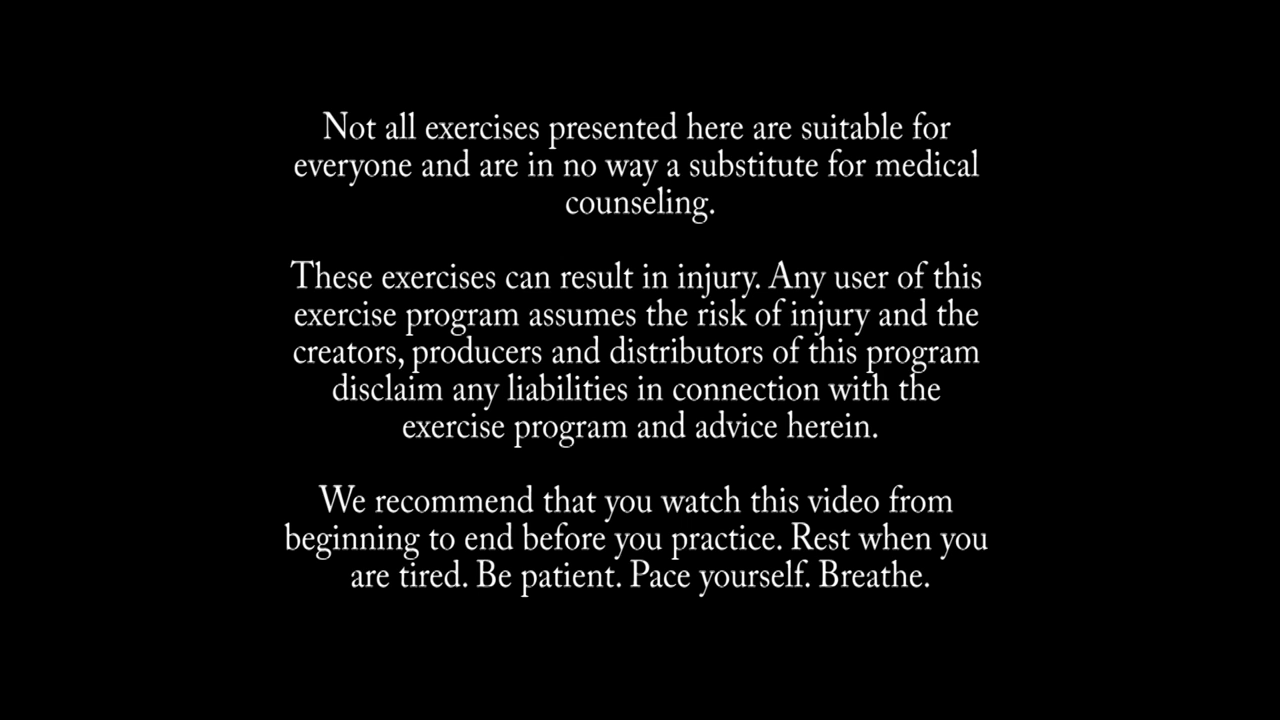 Not all exercises presented here are suitable for
everyone and are in no way a substitute for medical
counseling.
These exercises can result in injury. Any user of this
exercise program assumes the risk of injury and the
creators, producers and distributors of this program
disclaim any liabilities in connection with the
exercise program and advice herein.
We recommend that you watch this video from
beginning to end before you practice. Rest when you
are tired. Be patient. Pace yourself. Breathe.